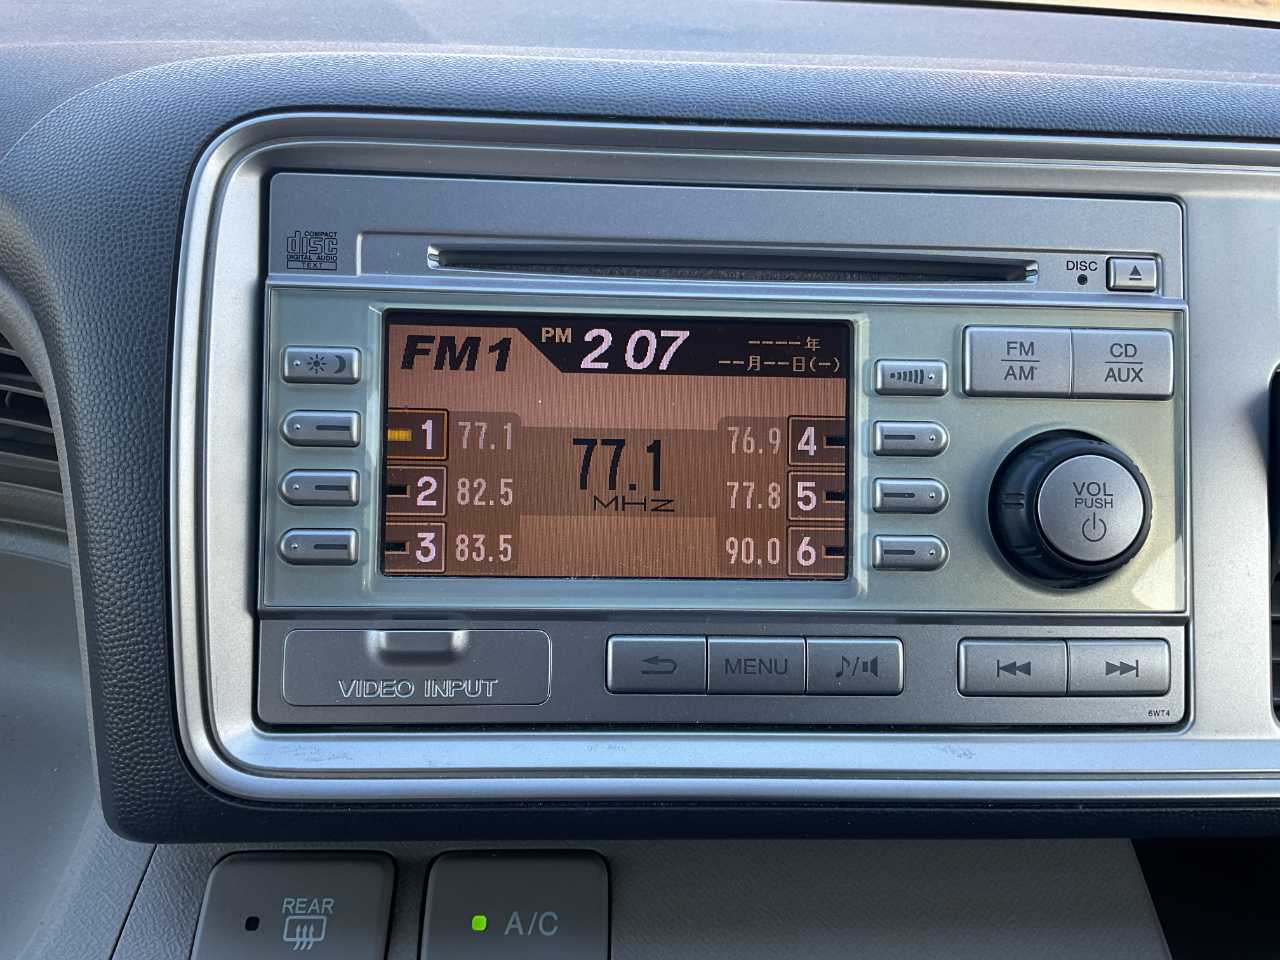 COMPACT
disc
DIGITAL AUDIO
TEXT
DISC
FM1
PM 2 07
----年
--月--日(-)
FM
AM
CD
AUX
1 77.1
2 82.5
3 83.5
77.1
MHZ
76.9 4
77.8 5
90.0 6
VOL
PUSH
VIDEO INPUT
MENU
6WT4
REAR
A/C